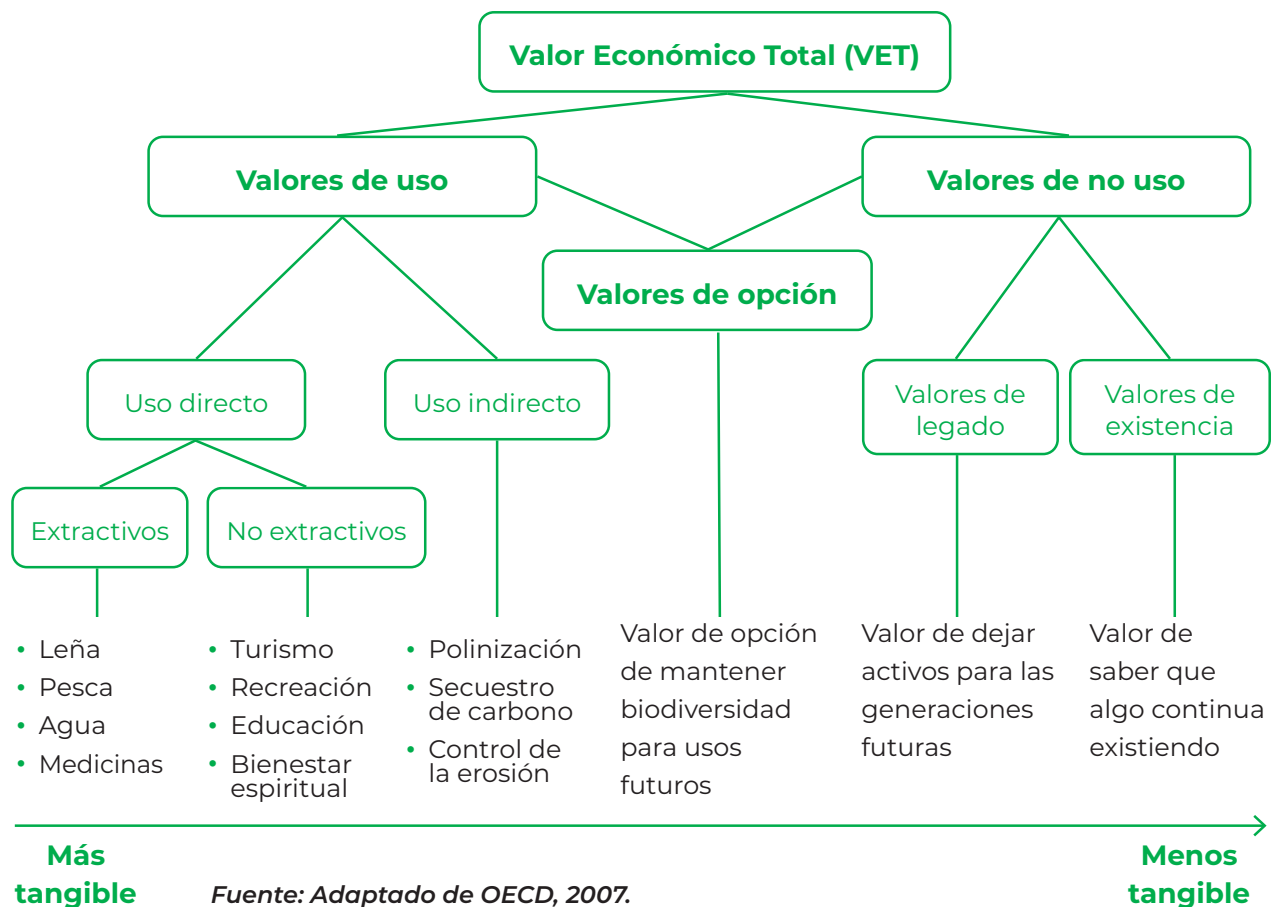 Valor Económico Total (VET)
Valores de uso
Valores de no uso
Valores de opción
Uso directo
Uso indirecto
Valores de
legado
Valores de
existencia
Extractivos
No extractivos
• Leña
• Pesca
• Agua
• Medicinas
• Turismo
• Recreación
• Educación
• Bienestar
espiritual
• Polinización
• Secuestro
de carbono
• Control de
la erosión
Valor de opción
de mantener
biodiversidad
para usos
futuros
Valor de dejar
activos para las
generaciones
futuras
Valor de
saber que
algo continua
existiendo
Más
tangible
Menos
tangible
Fuente: Adaptado de OECD, 2007.